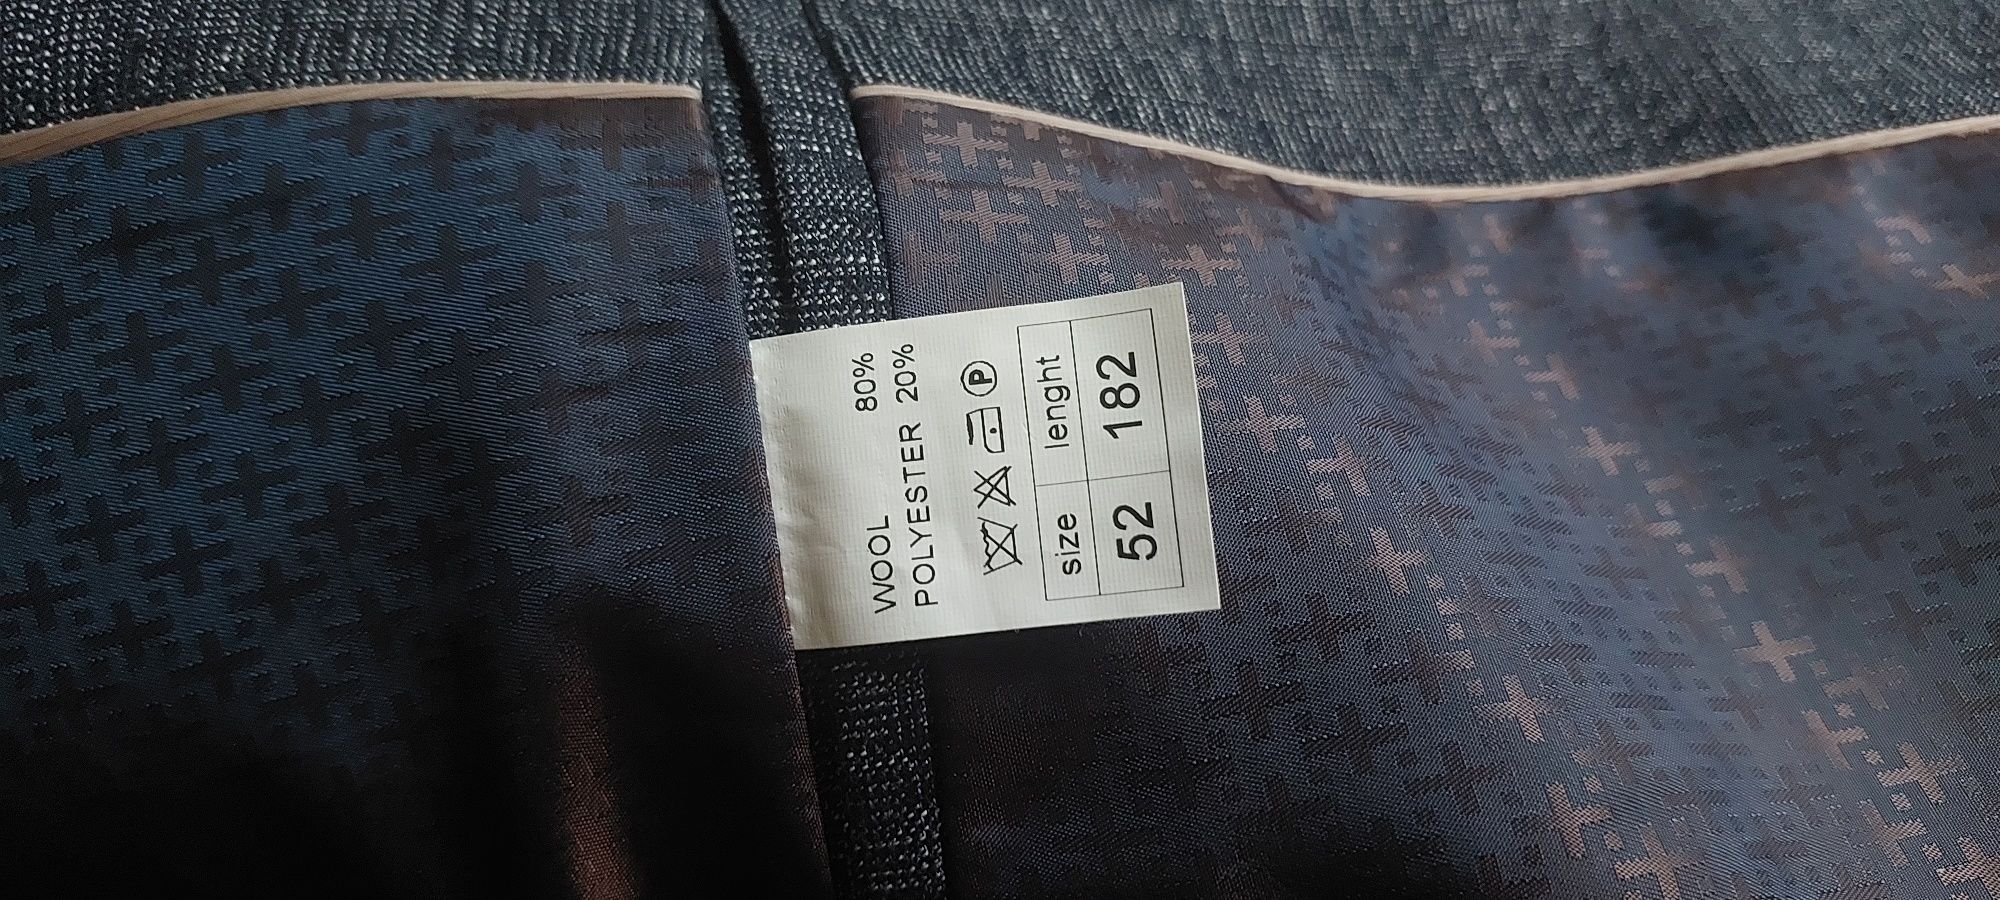 WOOL 80%
POLYESTER 20%
P
size lenght
52 182